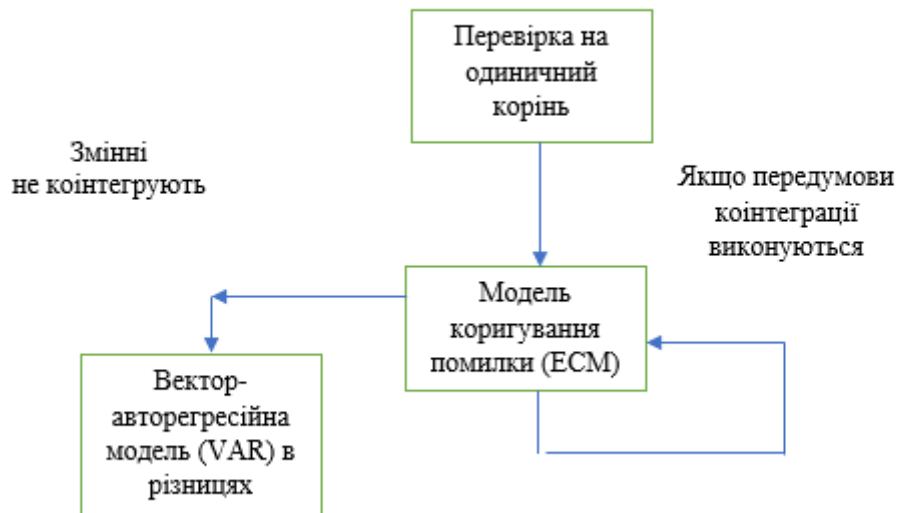 Перевірка на
одиничний
корінь
Змінні
не коінтегрують
Якщо передумови
коінтеграції
виконуються
Модель
коригування
помилки (ECM)
Вектор-
авторегресійна
модель (VAR) в
різницях